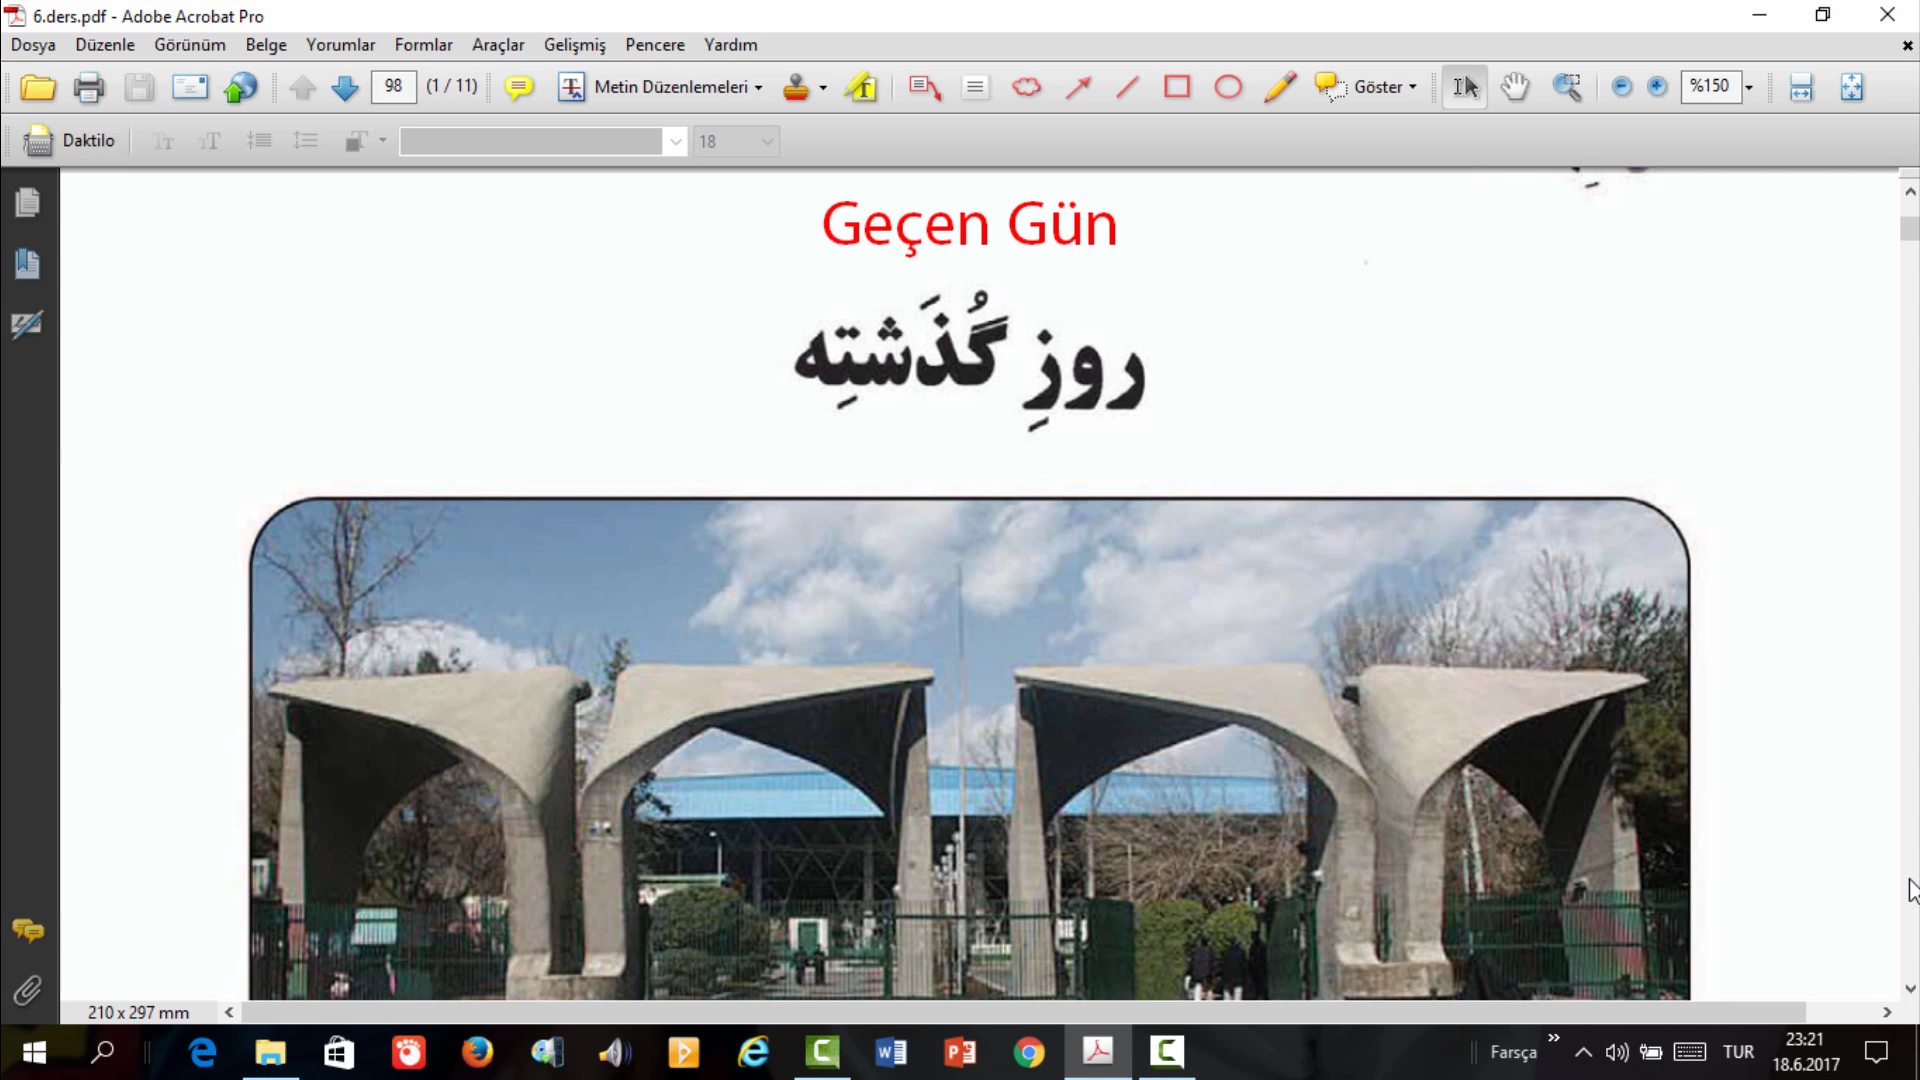 6.ders.pdf - Adobe Acrobat Pro
Dosya Düzenle Görünüm Belge Yorumlar Formlar Araçlar Gelişmiş Pencere Yardım
98 (1 / 11) Metin Düzenlemeleri Göster %150
Daktilo 18
Geçen Gün
روزِ گُذَشتِه
210 x 297 mm
Farsça TUR 23:21
18.6.2017